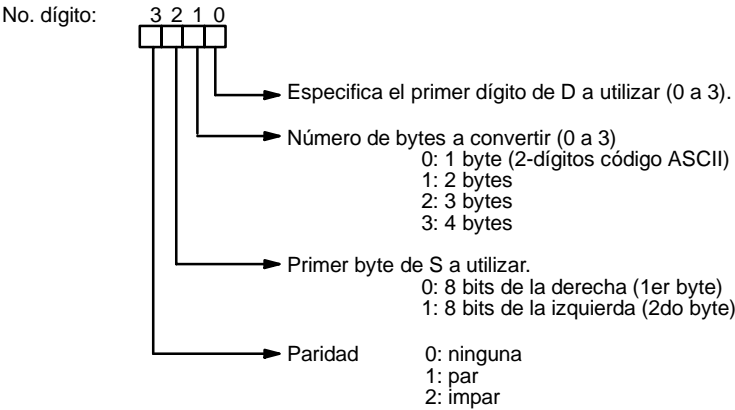 No. dígito: 3 2 1 0
Especifica el primer dígito de D a utilizar (0 a 3).
Número de bytes a convertir (0 a 3)
0: 1 byte (2-dígitos código ASCII)
1: 2 bytes
2: 3 bytes
3: 4 bytes
Primer byte de S a utilizar.
0: 8 bits de la derecha (1er byte)
1: 8 bits de la izquierda (2do byte)
Paridad 0: ninguna
1: par
2: impar